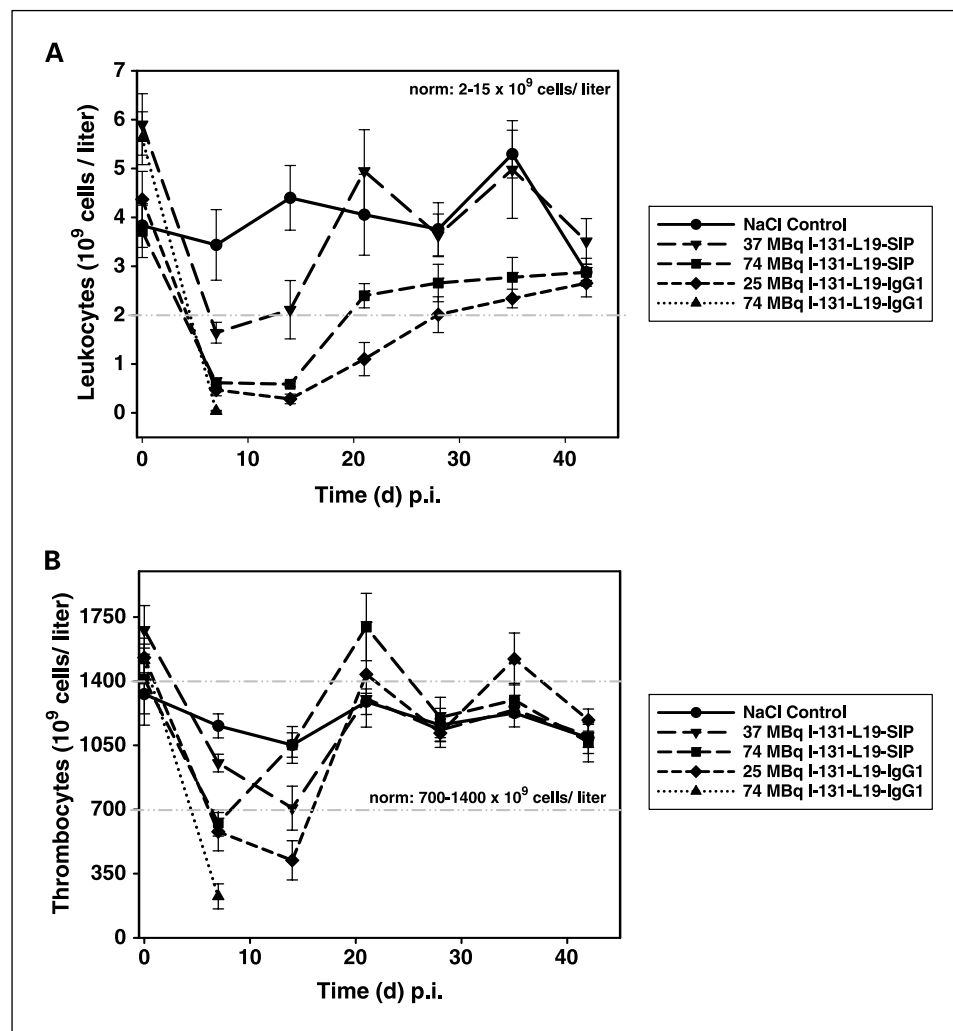 A
norm: 2-15 x 10⁹ cells/ liter
Leukocytes (10⁹ cells / liter)
7
6
5
4
3
2
1
0
0 10 20 30 40
Time (d) p.i.
NaCl Control
37 MBq I-131-L19-SIP
74 MBq I-131-L19-SIP
25 MBq I-131-L19-IgG1
74 MBq I-131-L19-IgG1
B
Thrombocytes (10⁹ cells/ liter)
1750
1400
1050
700
350
0
norm: 700-1400 x 10⁹ cells/ liter
0 10 20 30 40
Time (d) p.i.
NaCl Control
37 MBq I-131-L19-SIP
74 MBq I-131-L19-SIP
25 MBq I-131-L19-IgG1
74 MBq I-131-L19-IgG1